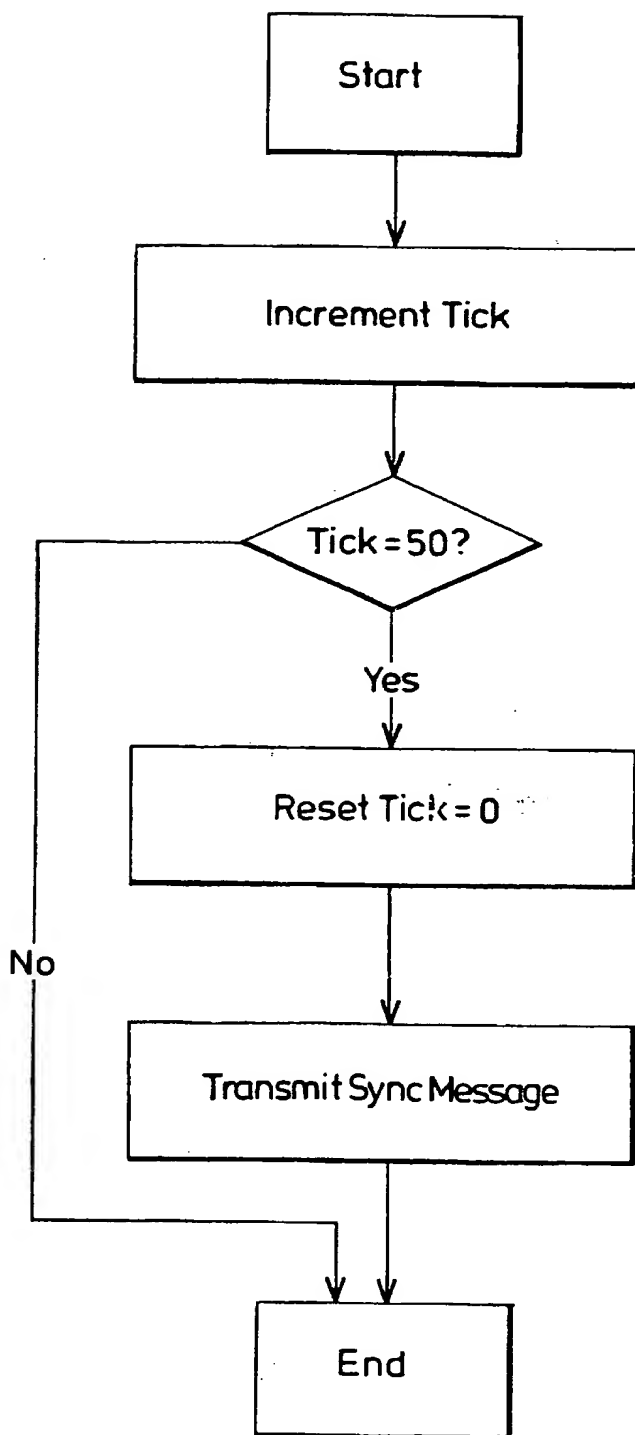 Start
Increment Tick
Tick = 50?
Yes
Reset Tick = 0
No
Transmit Sync Message
End